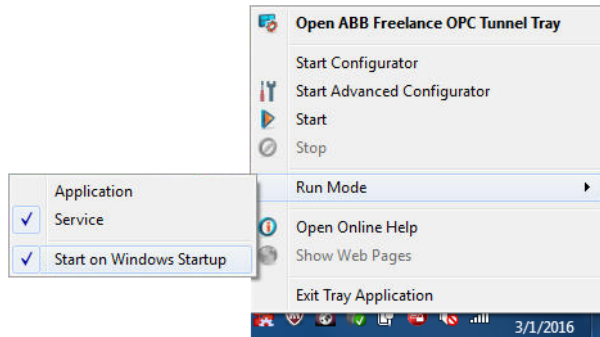 Open ABB Freelance OPC Tunnel Tray
Start Configurator
Start Advanced Configurator
Start
Stop
Run Mode
Application
Service
Start on Windows Startup
Open Online Help
Show Web Pages
Exit Tray Application
3/1/2016